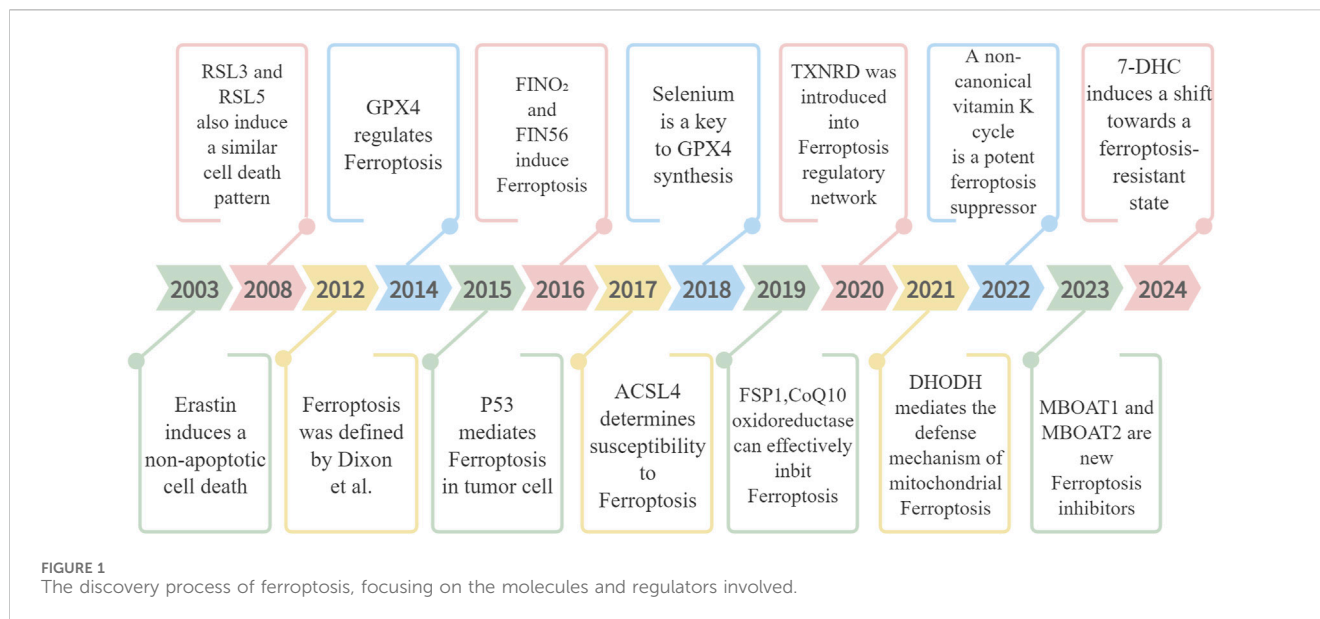 RSL3 and
RSL5
also induce
a similar
cell death
pattern
GPX4
regulates
Ferroptosis
FINO₂
and
FIN56
induce
Ferroptosis
Selenium
is a key
to GPX4
synthesis
TXNRD was
introduced
into
Ferroptosis
regulatory
network
A
non-
canonical
vitamin K
cycle
is a potent
ferroptosis
suppressor
7-DHC
induces a shift
towards a
ferroptosis-
resistant
state
2003 2008 2012 2014 2015 2016 2017 2018 2019 2020 2021 2022 2023 2024
Erastin
induces a
non-apoptotic
cell death
Ferroptosis
was defined
by Dixon
et al.
P53
mediates
Ferroptosis
in tumor cell
ACSL4
determines
susceptibility
to
Ferroptosis
FSP1,CoQ10
oxidoreductase
can effectively
inbit
Ferroptosis
DHODH
mediates the
defense
mechanism of
mitochondrial
Ferroptosis
MBOAT1 and
MBOAT2 are
new
Ferroptosis
inhibitors
FIGURE 1
The discovery process of ferroptosis, focusing on the molecules and regulators involved.